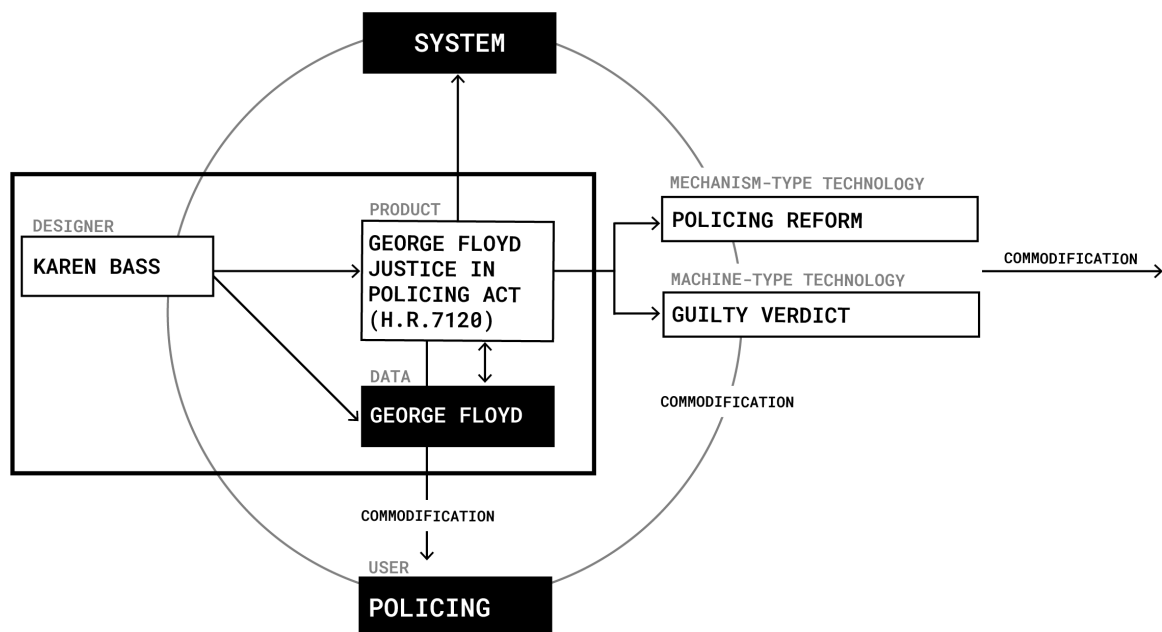 SYSTEM
DESIGNER
KAREN BASS
PRODUCT
GEORGE FLOYD
JUSTICE IN
POLICING ACT
(H.R.7120)
DATA
GEORGE FLOYD
MECHANISM-TYPE TECHNOLOGY
POLICING REFORM
MACHINE-TYPE TECHNOLOGY
GUILTY VERDICT
COMMODIFICATION
COMMODIFICATION
COMMODIFICATION
USER
POLICING